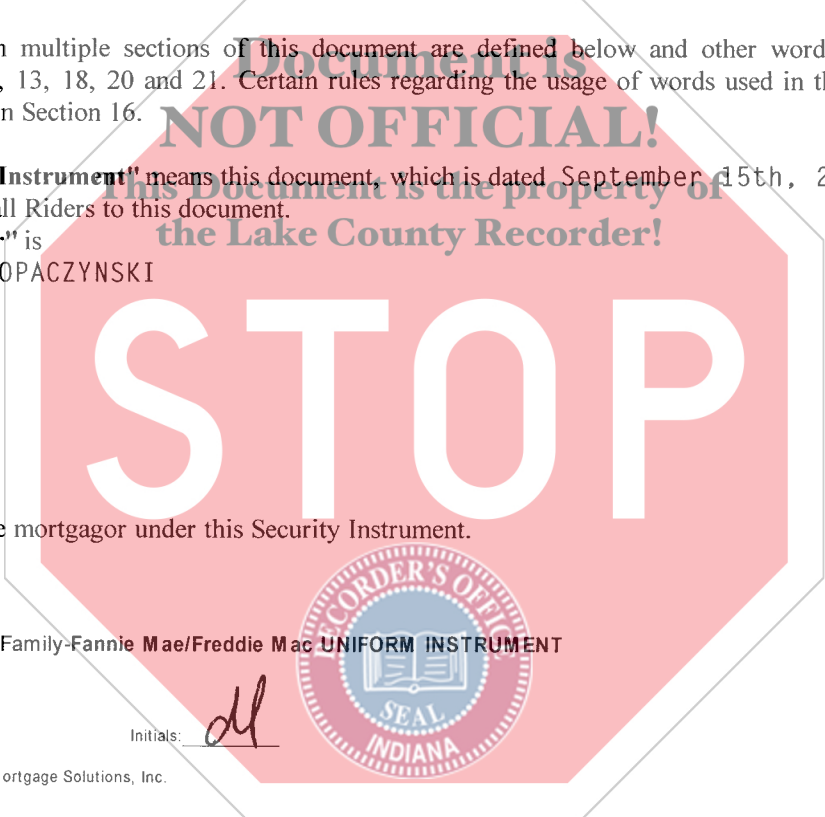 multiple sections of this document are defined below and other word
, 13, 18, 20 and 21. Certain rules regarding the usage of words used in th
n Section 16.
Document is
NOT OFFICIAL!
This Document is the property of
the Lake County Recorder!
Instrument" means this document, which is dated September 15th, 2
all Riders to this document.
" is
OPACZYNSKI
STOP
e mortgagor under this Security Instrument.
Family-Fannie Mae/Freddie Mac UNIFORM INSTRUMENT
RECORDER'S OFFICE
SEAL
INDIANA
Initials:
ortgage Solutions, Inc.